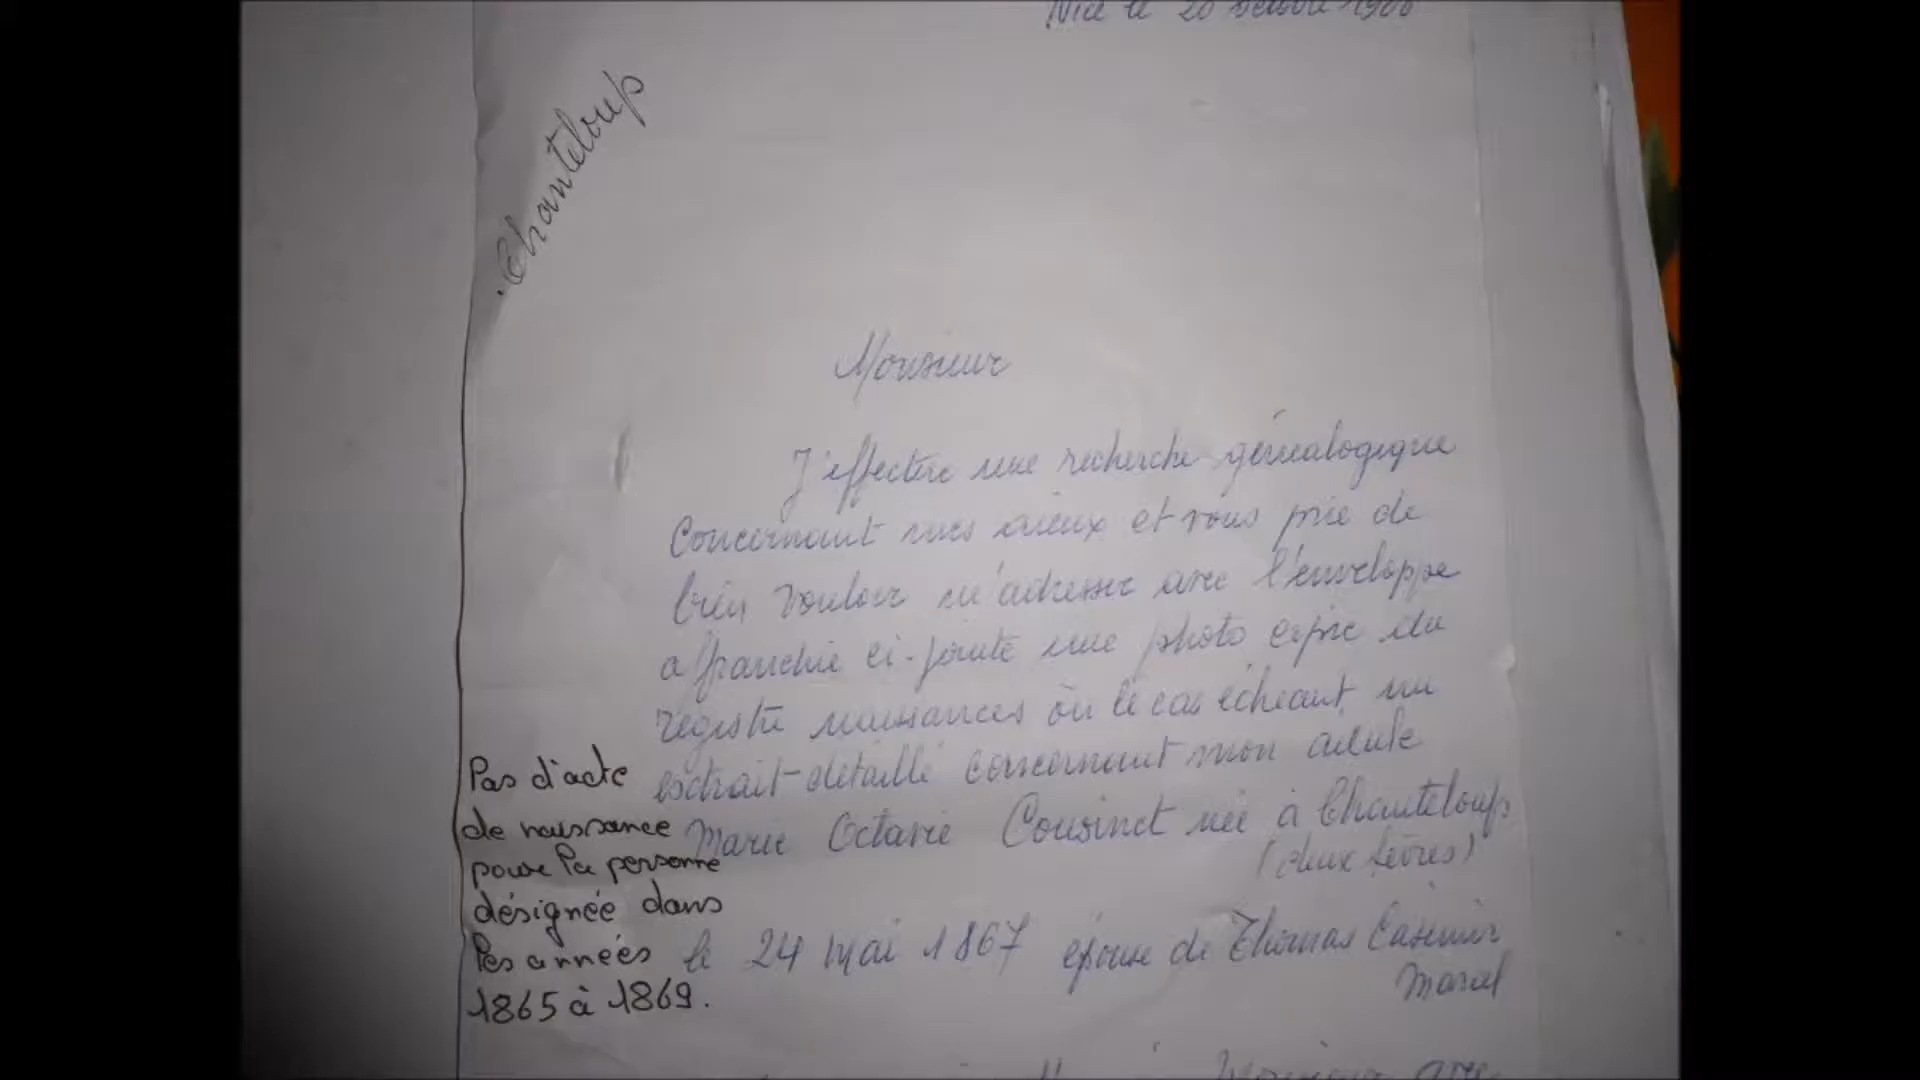 Nice le 20 octobre
Chanteloup
Monsieur
J'effectue une recherche généalogique
Concernant mes aieux et vous prie de
bien vouloir m'adresser avec l'enveloppe
affranchie ci-jointe une photo copie du
registre naissances ou le cas échéant un
extrait détaillé concernant mon aieule
Marie Octavie Cousinet née à Chanteloup
(deux sèvres)
le 24 mai 1867 épouse de Thomas Casimir
Marcel
Pas d'acte
de naissance
pour la personne
désignée dans
les années
1865 à 1869.
avec